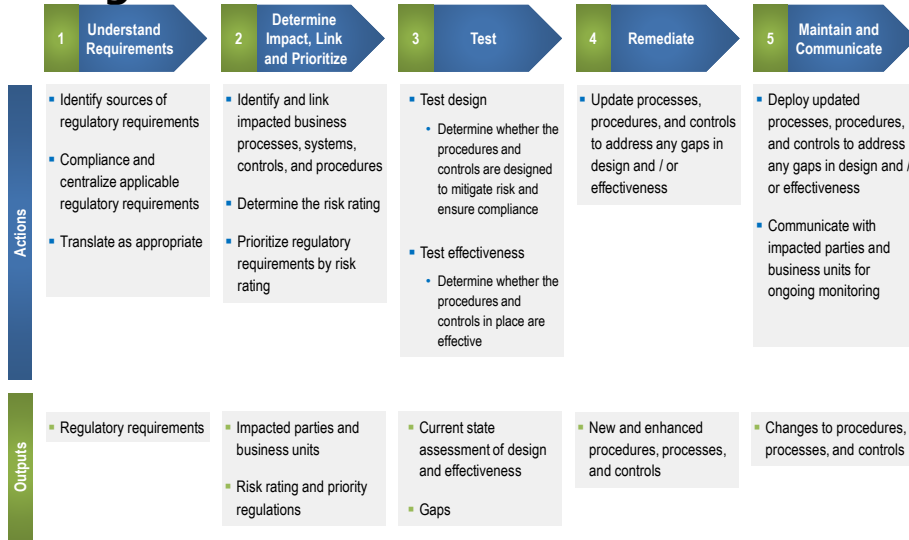 1
Understand
Requirements
2
Determine
Impact, Link
and Prioritize
3
Test
4
Remediate
5
Maintain and
Communicate
Actions
▪ Identify sources of
regulatory requirements
▪ Compliance and
centralize applicable
regulatory requirements
▪ Translate as appropriate
▪ Identify and link
impacted business
processes, systems,
controls, and procedures
▪ Determine the risk rating
▪ Prioritize regulatory
requirements by risk
rating
▪ Test design
• Determine whether the
procedures and
controls are designed
to mitigate risk and
ensure compliance
▪ Test effectiveness
• Determine whether the
procedures and
controls in place are
effective
▪ Update processes,
procedures, and controls
to address any gaps in
design and / or
effectiveness
▪ Deploy updated
processes, procedures,
and controls to address
any gaps in design and /
or effectiveness
▪ Communicate with
impacted parties and
business units for
ongoing monitoring
Outputs
▪ Regulatory requirements
▪ Impacted parties and
business units
▪ Risk rating and priority
regulations
▪ Current state
assessment of design
and effectiveness
▪ Gaps
▪ New and enhanced
procedures, processes,
and controls
▪ Changes to procedures,
processes, and controls